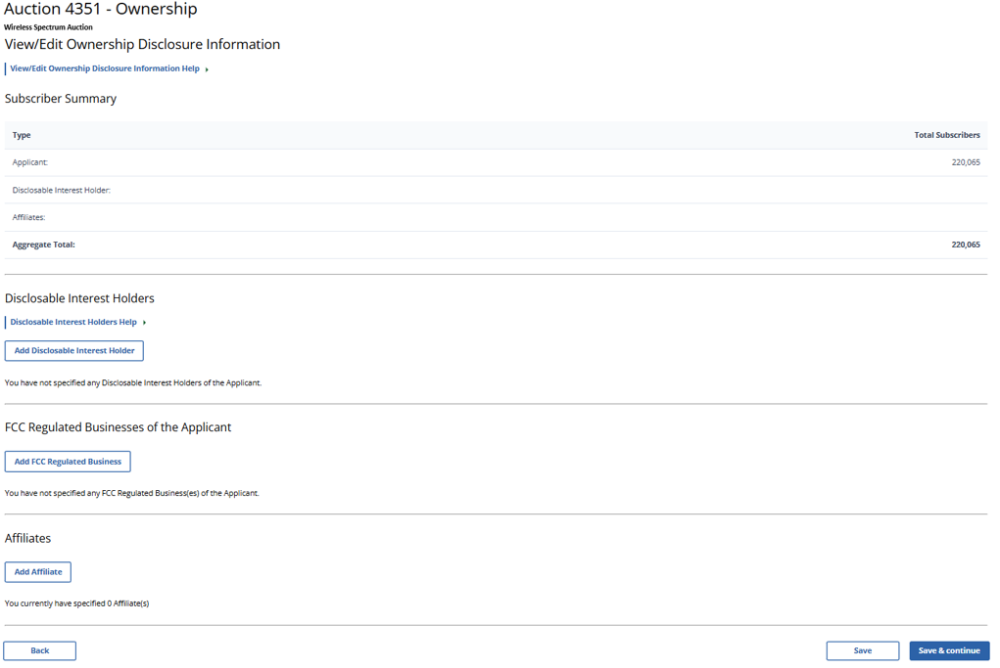 Auction 4351 - Ownership
Wireless Spectrum Auction
View/Edit Ownership Disclosure Information
View/Edit Ownership Disclosure Information Help
Subscriber Summary
Type Total Subscribers
Applicant: 220,065
Disclosable Interest Holder:
Affiliates:
Aggregate Total: 220,065
Disclosable Interest Holders
Disclosable Interest Holders Help
Add Disclosable Interest Holder
You have not specified any Disclosable Interest Holders of the Applicant.
FCC Regulated Businesses of the Applicant
Add FCC Regulated Business
You have not specified any FCC Regulated Business(es) of the Applicant.
Affiliates
Add Affiliate
You currently have specified 0 Affiliate(s)
Back Save Save & continue